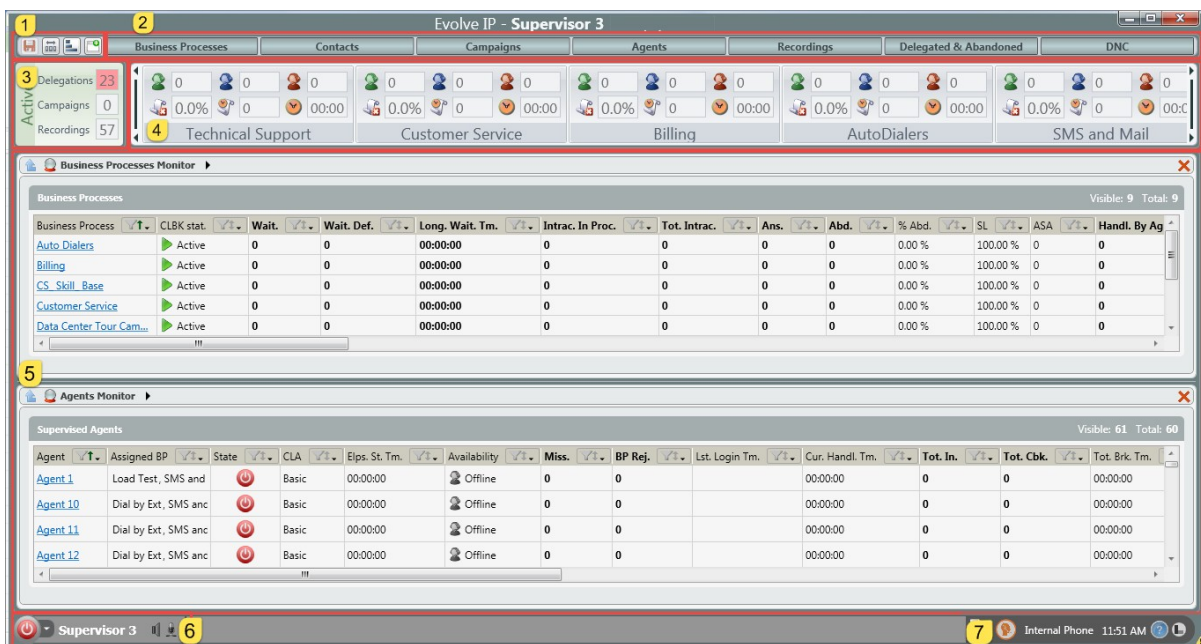 Evolve IP - Supervisor 3
1
2
Business Processes Contacts Campaigns Agents Recordings Delegated & Abandoned DNC
3
Active
Delegations 23
Campaigns 0
Recordings 57
4
0 0 0 0 0 0 0 0 0 0 0 0 0 0 0
0.0% 0 00:00 0.0% 0 00:00 0.0% 0 00:00 0.0% 0 00:00 0.0% 0 00:0
Technical Support Customer Service Billing AutoDialers SMS and Mail
Business Processes Monitor
Business Processes Visible: 9 Total: 9
Business Process CLBK stat. Wait. Wait. Def. Long. Wait. Tm. Intrac. In Proc. Tot. Intrac. Ans. Abd. % Abd. SL ASA Handl. By Ag
Auto Dialers Active 0 0 00:00:00 0 0 0 0 0.00 % 100.00 % 0 0
Billing Active 0 0 00:00:00 0 0 0 0 0.00 % 100.00 % 0 0
CS_Skill_Base Active 0 0 00:00:00 0 0 0 0 0.00 % 100.00 % 0 0
Customer Service Active 0 0 00:00:00 0 0 0 0 0.00 % 100.00 % 0 0
Data Center Tour Cam... Active 0 0 00:00:00 0 0 0 0 0.00 % 100.00 % 0 0
5
Agents Monitor
Supervised Agents Visible: 61 Total: 60
Agent Assigned BP State CLA Elps. St. Tm. Availability Miss. BP Rej. Lst. Login Tm. Cur. Handl. Tm. Tot. In. Tot. Cbk. Tot. Brk. Tm.
Agent 1 Load Test, SMS and Basic 00:00:00 Offline 0 0 00:00:00 0 0 00:00:00
Agent 10 Dial by Ext, SMS anc Basic 00:00:00 Offline 0 0 00:00:00 0 0 00:00:00
Agent 11 Dial by Ext, SMS anc Basic 00:00:00 Offline 0 0 00:00:00 0 0 00:00:00
Agent 12 Dial by Ext, SMS anc Basic 00:00:00 Offline 0 0 00:00:00 0 0 00:00:00
Supervisor 3 6 7 Internal Phone 11:51 AM ?